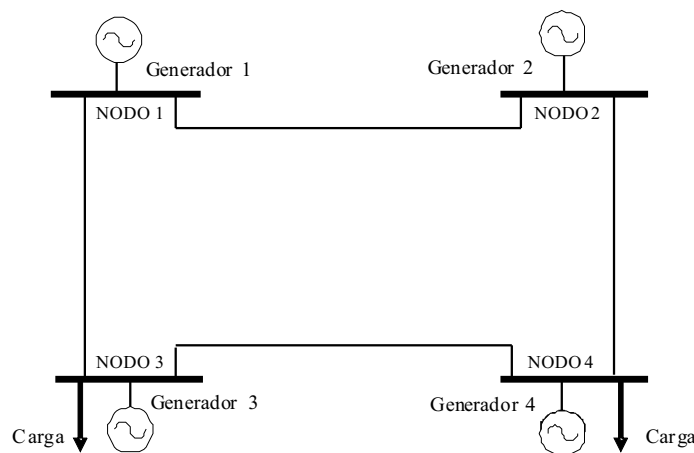 Generador 1
Generador 2
NODO 1
NODO 2
NODO 3
NODO 4
Generador 3
Generador 4
Carga
Carga